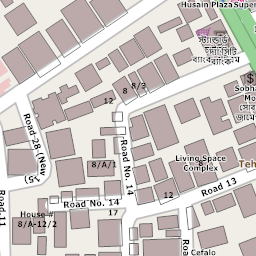 Husain Plaza
Super
স্ট্যান্ডার্ড
ব্যাংক
8/3
8
12
Sobha
Mo
Road 28 (New
15)
8/A/1
Road No. 14
Living Space
Complex
Teh
12
Road 13
Road No. 14
17
House #
8/A-12/2
Road 11
Cefalo